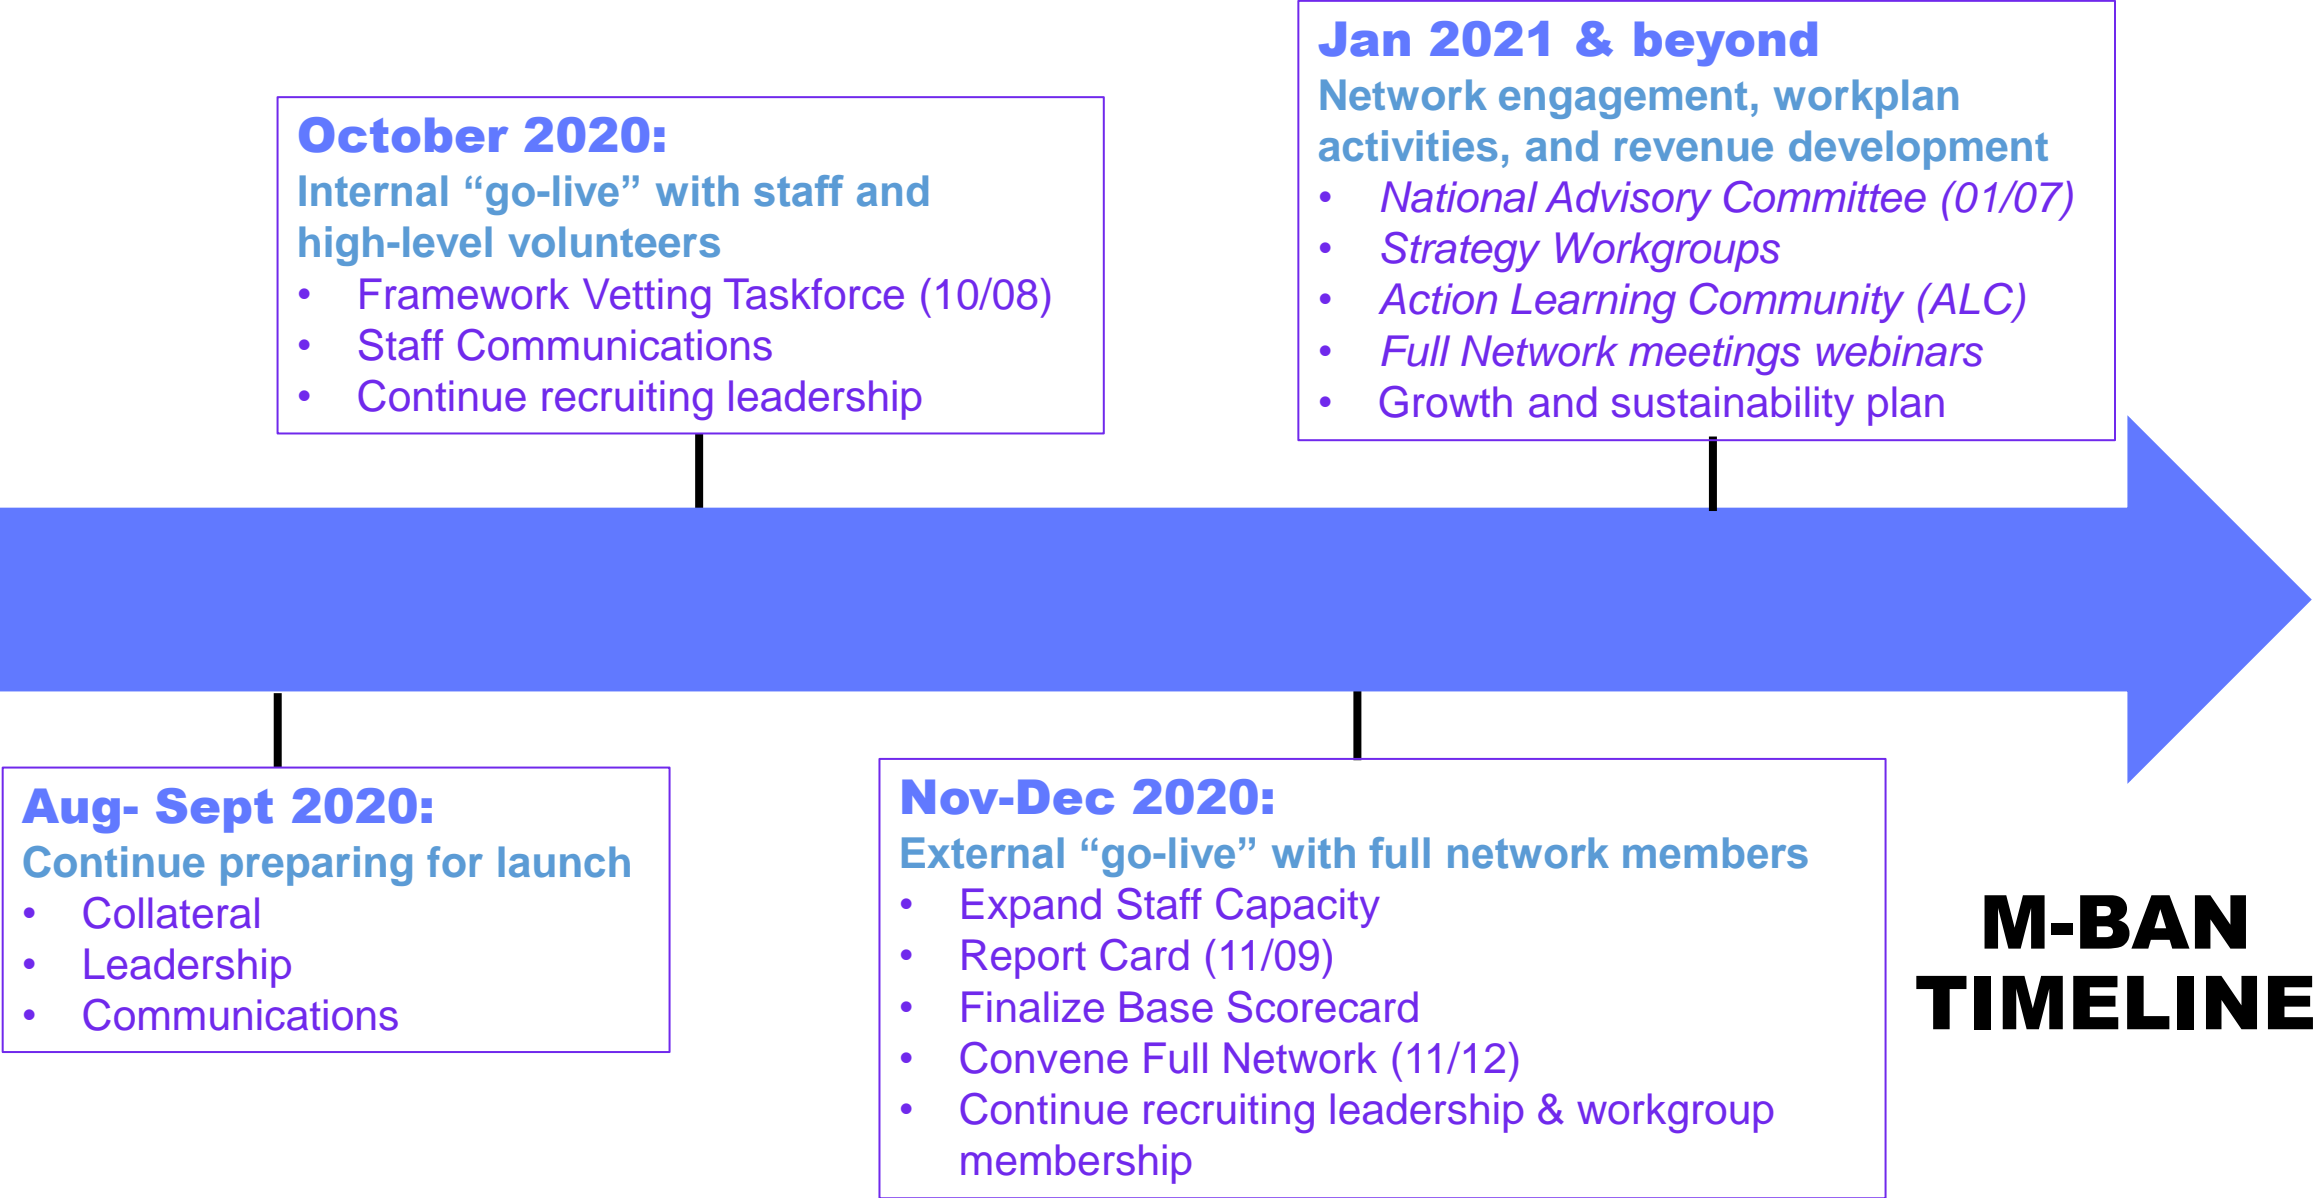 October 2020:
Internal “go-live” with staff and
high-level volunteers
• Framework Vetting Taskforce (10/08)
• Staff Communications
• Continue recruiting leadership
Jan 2021 & beyond
Network engagement, workplan
activities, and revenue development
• National Advisory Committee (01/07)
• Strategy Workgroups
• Action Learning Community (ALC)
• Full Network meetings webinars
• Growth and sustainability plan
Aug- Sept 2020:
Continue preparing for launch
• Collateral
• Leadership
• Communications
Nov-Dec 2020:
External “go-live” with full network members
• Expand Staff Capacity
• Report Card (11/09)
• Finalize Base Scorecard
• Convene Full Network (11/12)
• Continue recruiting leadership & workgroup
membership
M-BAN
TIMELINE